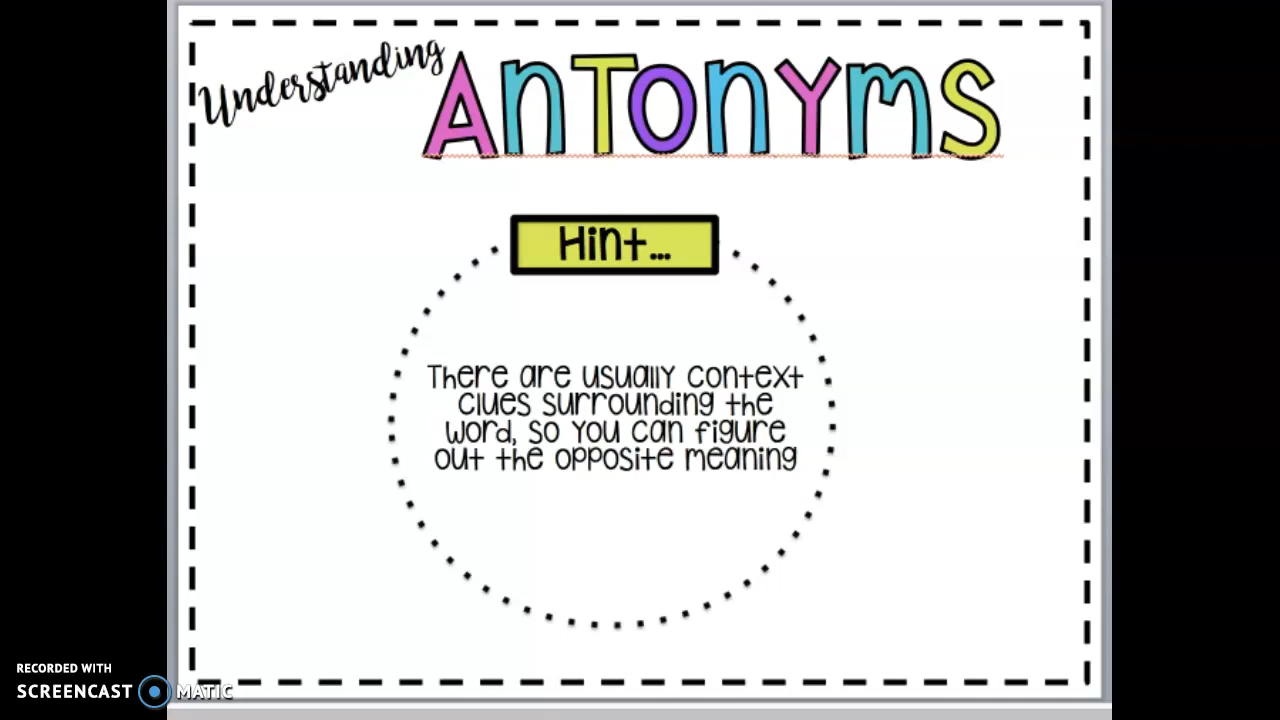 Understanding
Antonyms
Hint...
There are usually context
clues surrounding the
word, so you can figure
out the opposite meaning
RECORDED WITH
SCREENCAST MATIC